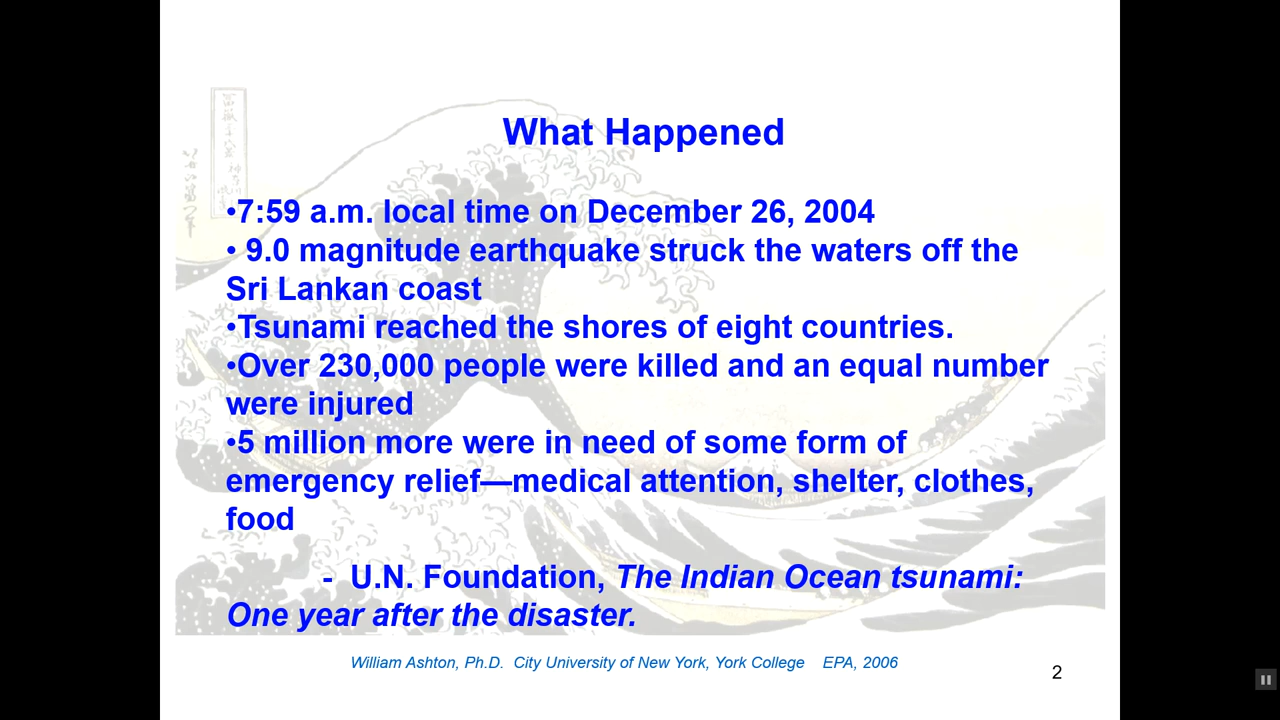 What Happened
•7:59 a.m. local time on December 26, 2004
• 9.0 magnitude earthquake struck the waters off the
Sri Lankan coast
•Tsunami reached the shores of eight countries.
•Over 230,000 people were killed and an equal number
were injured
•5 million more were in need of some form of
emergency relief—medical attention, shelter, clothes,
food
- U.N. Foundation, The Indian Ocean tsunami:
One year after the disaster.
William Ashton, Ph.D. City University of New York, York College EPA, 2006
2